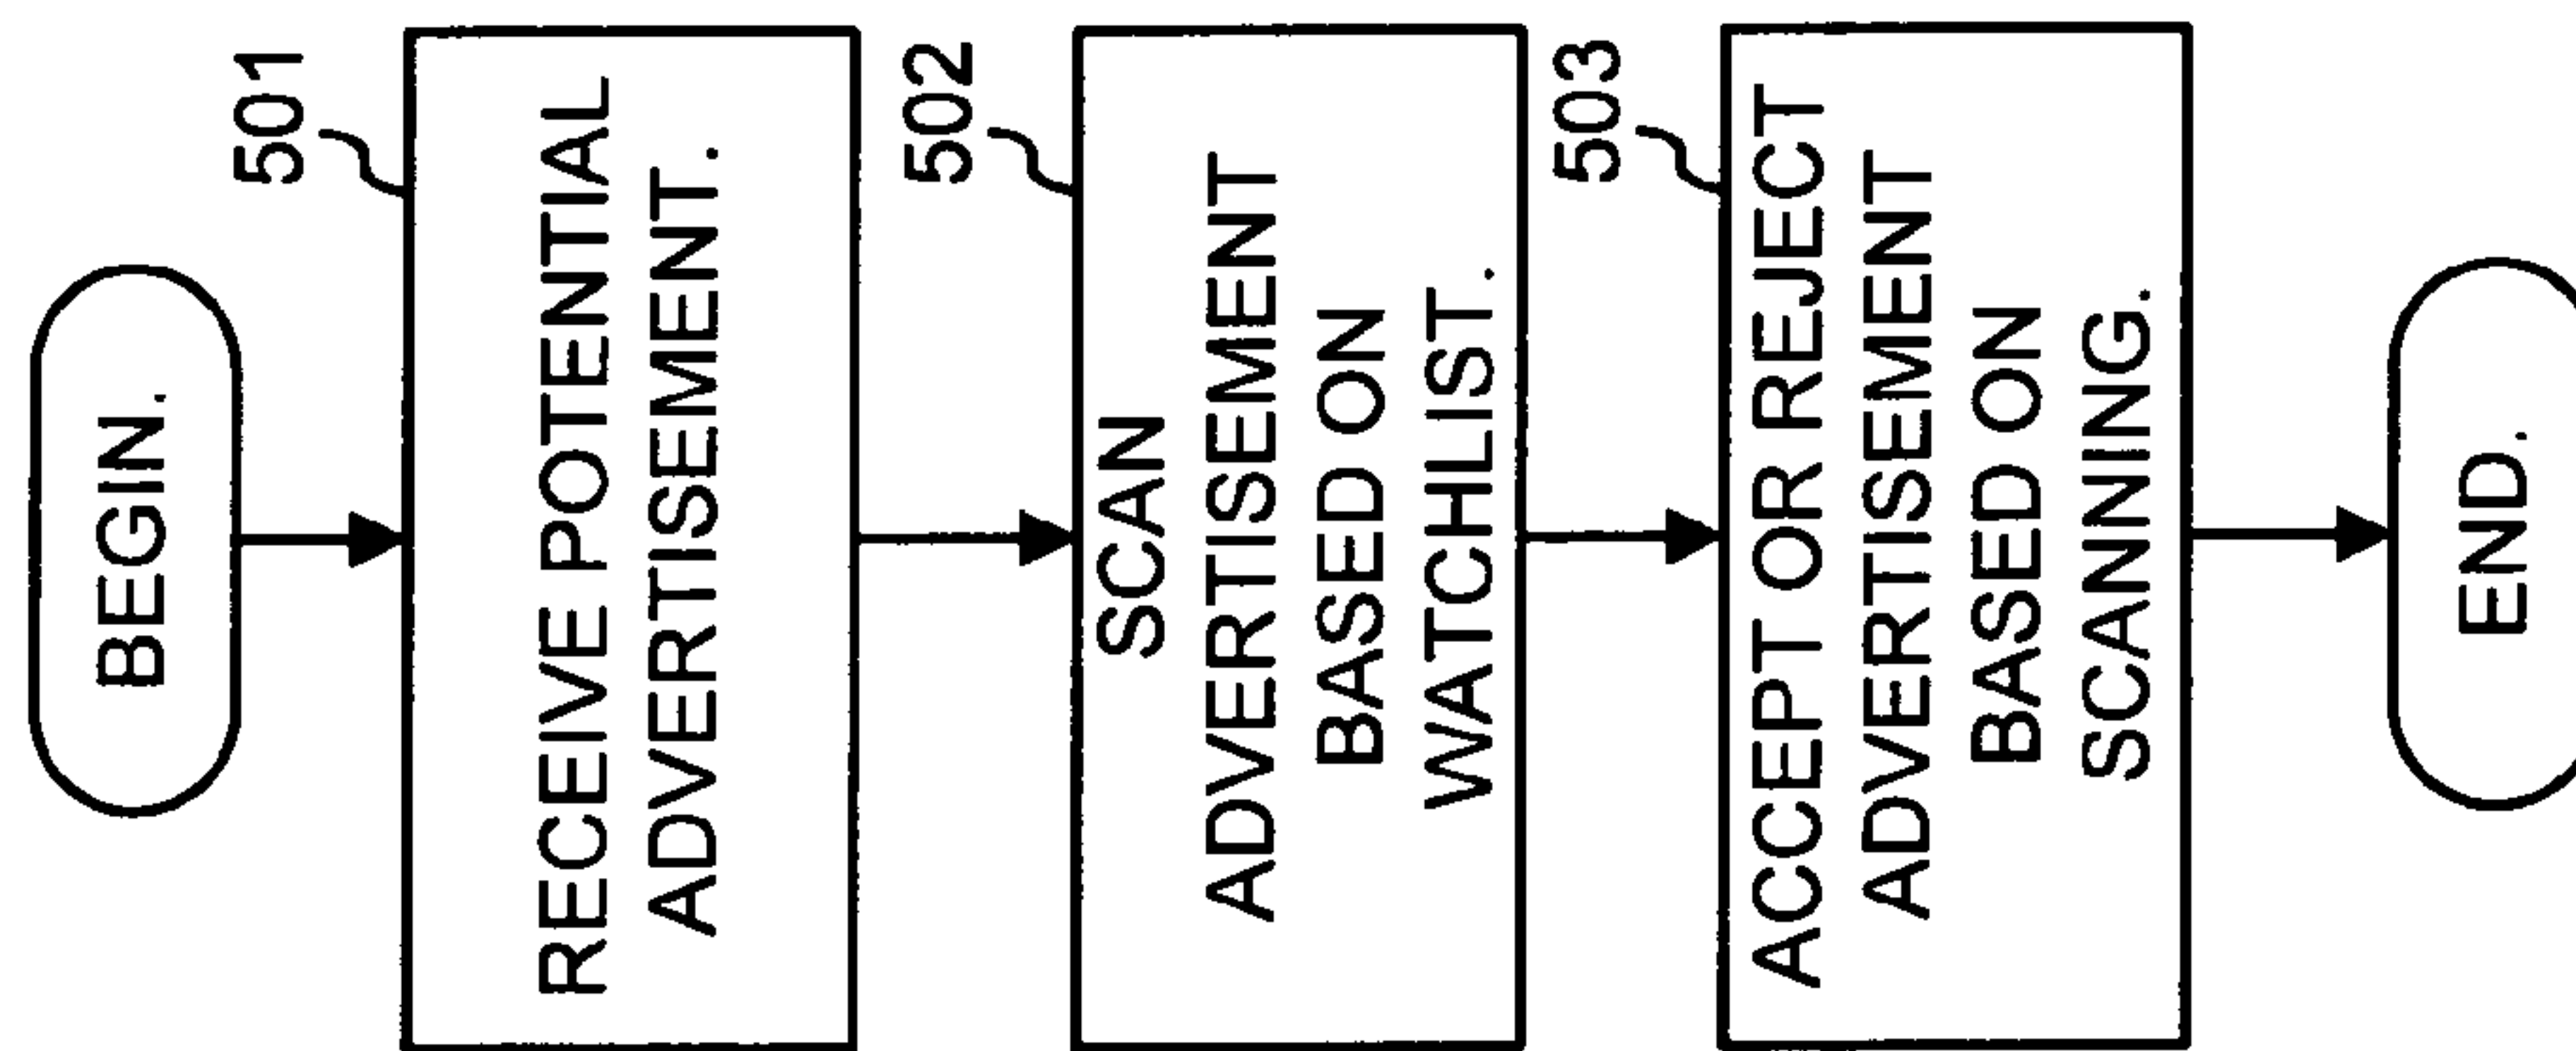 BEGIN.
501
RECEIVE POTENTIAL
ADVERTISEMENT.
502
SCAN
ADVERTISEMENT
BASED ON
WATCHLIST.
503
ACCEPT OR REJECT
ADVERTISEMENT
BASED ON
SCANNING.
END.